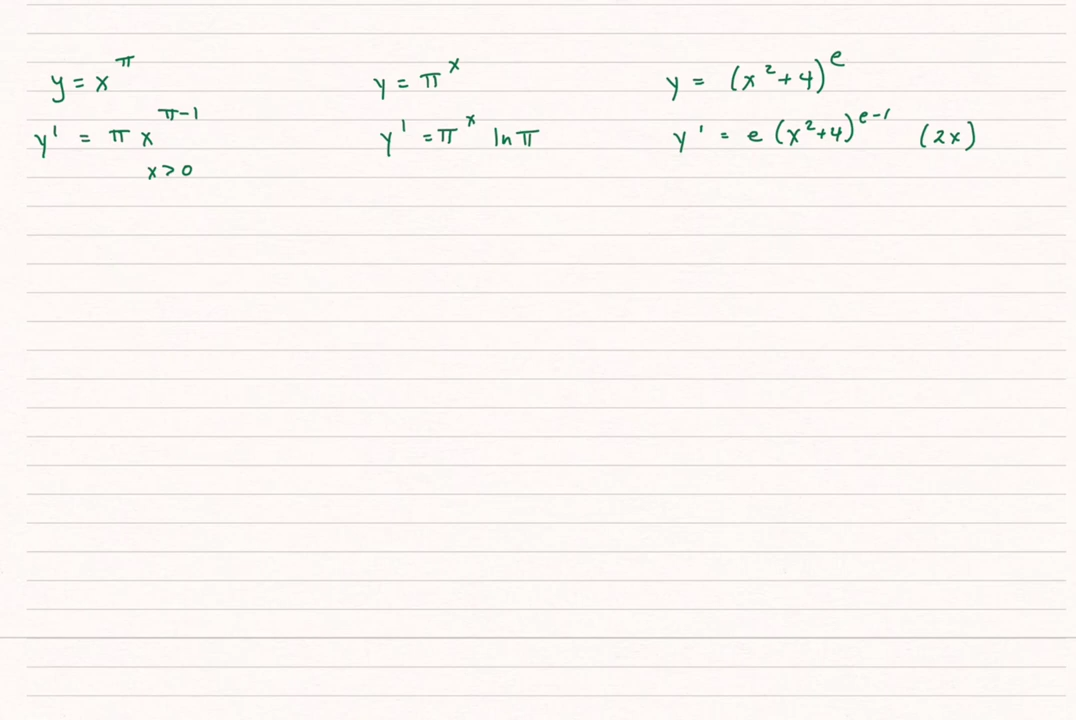 y = x^π
y' = π x^(π-1)
x > 0
y = π^x
y' = π^x ln π
y = (x²+4)^e
y' = e (x²+4)^(e-1) (2x)